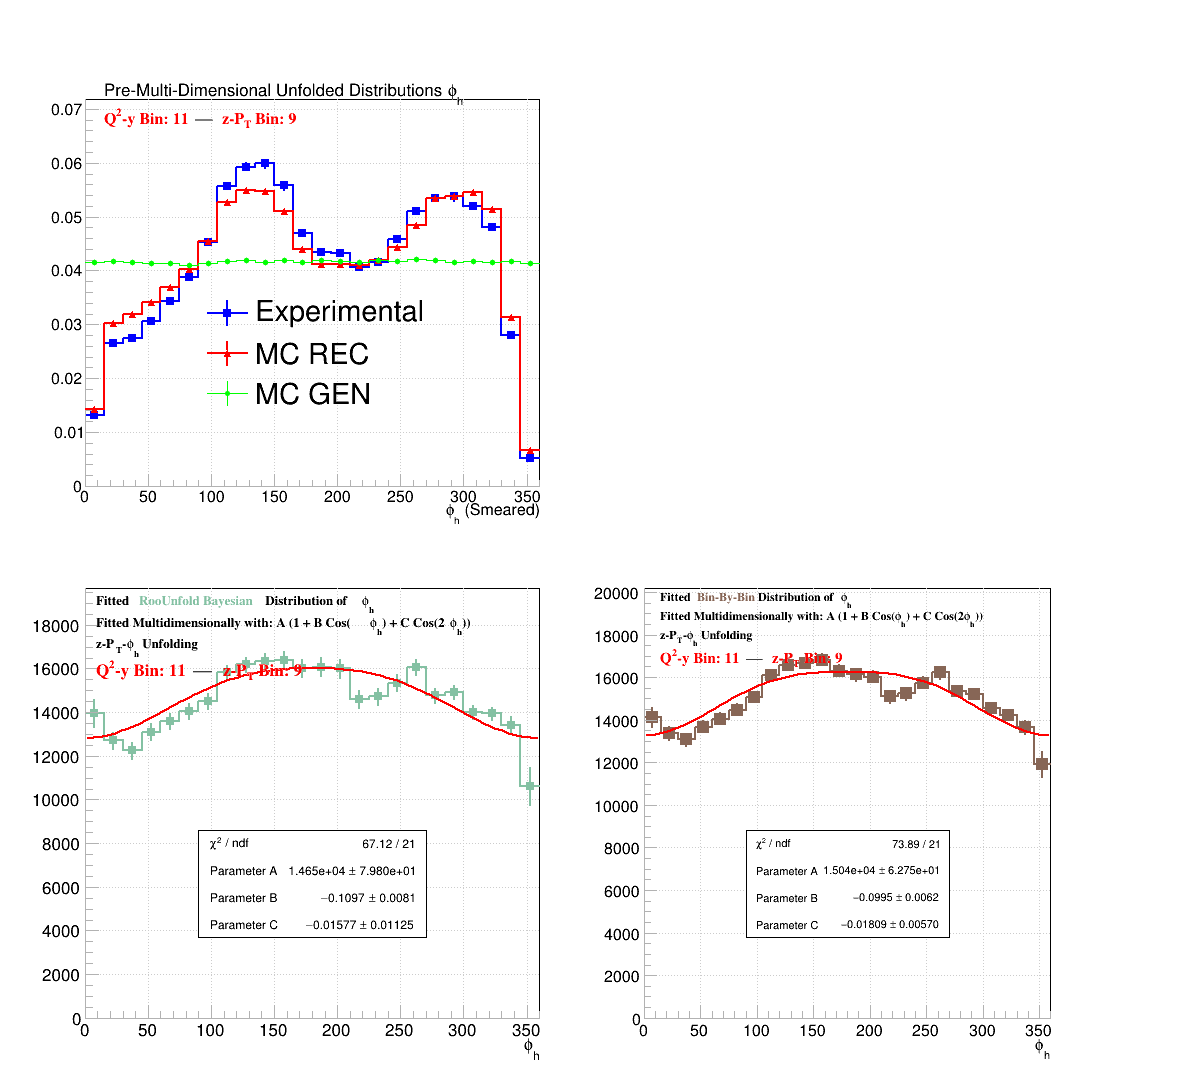 Pre-Multi-Dimensional Unfolded Distributions ϕh
Q²-y Bin: 11 — z-PT Bin: 9
0.07
0.06
0.05
0.04
0.03
0.02
0.01
0
Experimental
MC REC
MC GEN
0 50 100 150 200 250 300 350
ϕh (Smeared)
Fitted RooUnfold Bayesian Distribution of ϕh
Fitted Multidimensionally with: A (1 + B Cos( ϕh) + C Cos(2 ϕh))
z-PT-ϕh Unfolding
Q²-y Bin: 11 — z-PT Bin: 9
18000
16000
14000
12000
10000
8000
6000
4000
2000
0
χ² / ndf 67.12 / 21
Parameter A 1.465e+04 ± 7.980e+01
Parameter B −0.1097 ± 0.0081
Parameter C −0.01577 ± 0.01125
0 50 100 150 200 250 300 350
ϕh
Fitted Bin-By-Bin Distribution of ϕh
Fitted Multidimensionally with: A (1 + B Cos(ϕh) + C Cos(2ϕh))
z-PT-ϕh Unfolding
Q²-y Bin: 11 — z-PT Bin: 9
20000
18000
16000
14000
12000
10000
8000
6000
4000
2000
0
χ² / ndf 73.89 / 21
Parameter A 1.504e+04 ± 6.275e+01
Parameter B −0.0995 ± 0.0062
Parameter C −0.01809 ± 0.00570
0 50 100 150 200 250 300 350
ϕh